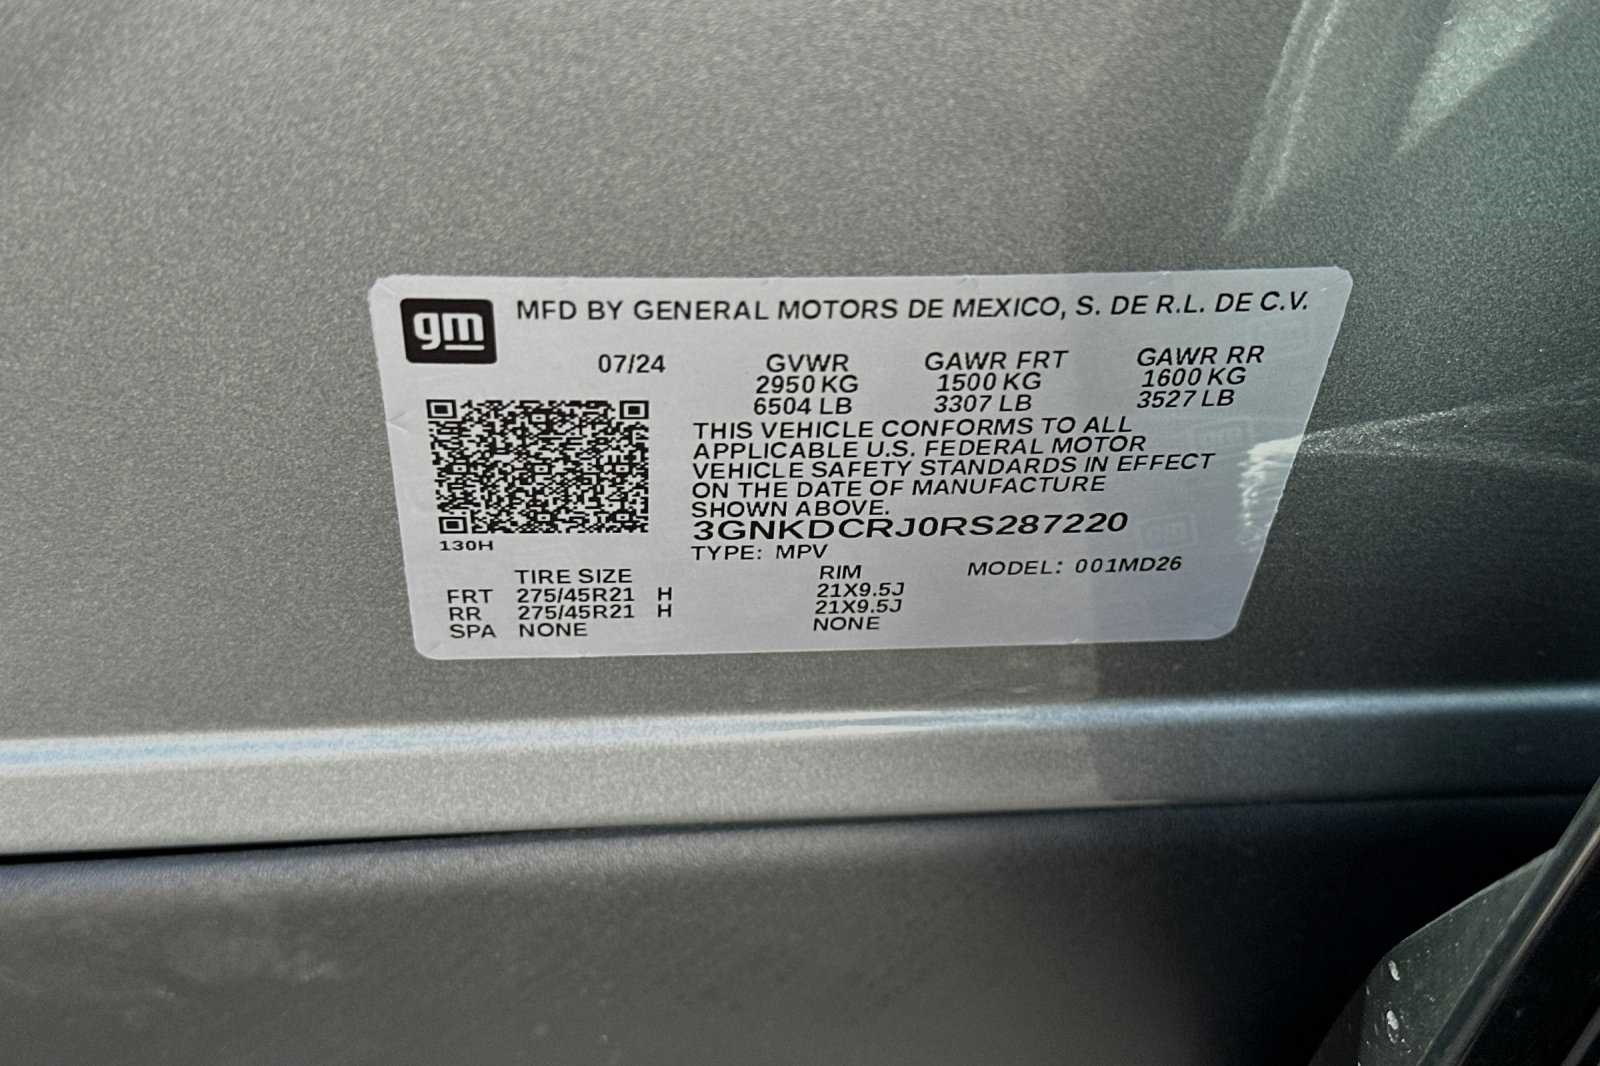 gm
MFD BY GENERAL MOTORS DE MEXICO, S. DE R.L. DE C.V.
07/24 GVWR GAWR FRT GAWR RR
2950 KG 1500 KG 1600 KG
6504 LB 3307 LB 3527 LB
THIS VEHICLE CONFORMS TO ALL
APPLICABLE U.S. FEDERAL MOTOR
VEHICLE SAFETY STANDARDS IN EFFECT
ON THE DATE OF MANUFACTURE
SHOWN ABOVE.
3GNKDCRJ0RS287220
130H
TYPE: MPV
MODEL: 001MD26
TIRE SIZE RIM
FRT 275/45R21 H 21X9.5J
RR 275/45R21 H 21X9.5J
SPA NONE NONE